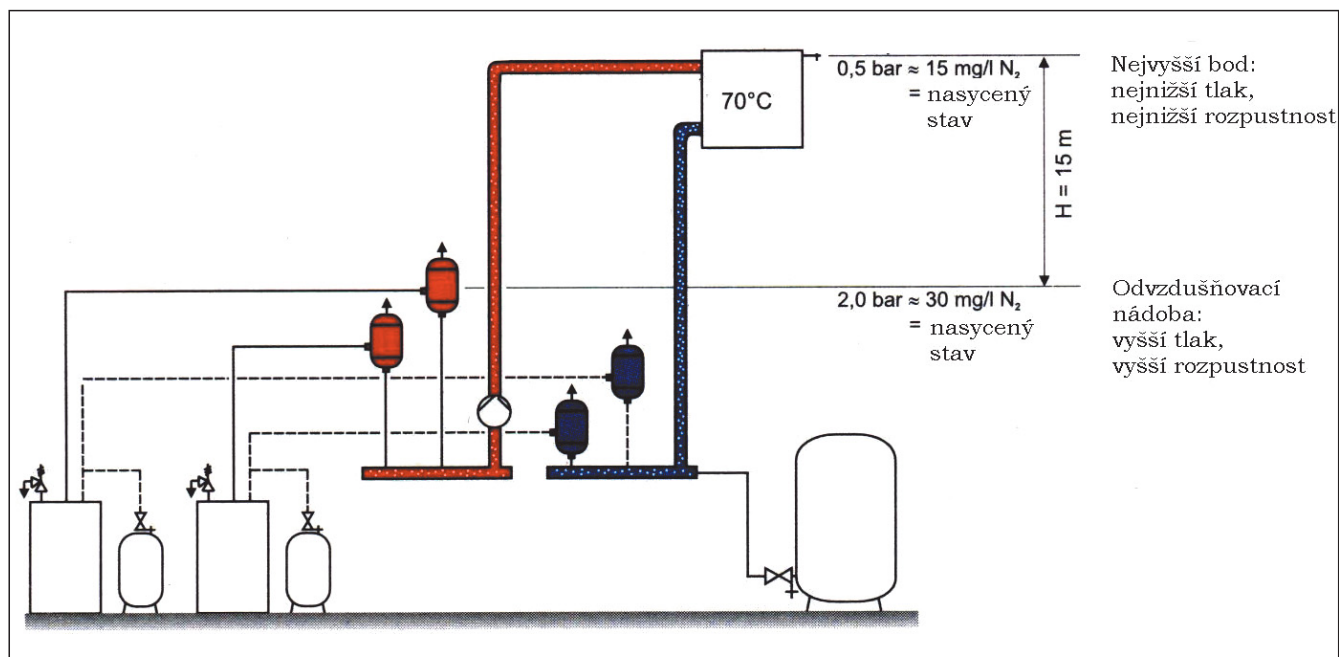 70°C
0,5 bar ≈ 15 mg/l N₂
= nasycený
stav
Nejvyšší bod:
nejnižší tlak,
nejnižší rozpustnost
H = 15 m
2,0 bar ≈ 30 mg/l N₂
= nasycený
stav
Odvzdušňovací
nádoba:
vyšší tlak,
vyšší rozpustnost